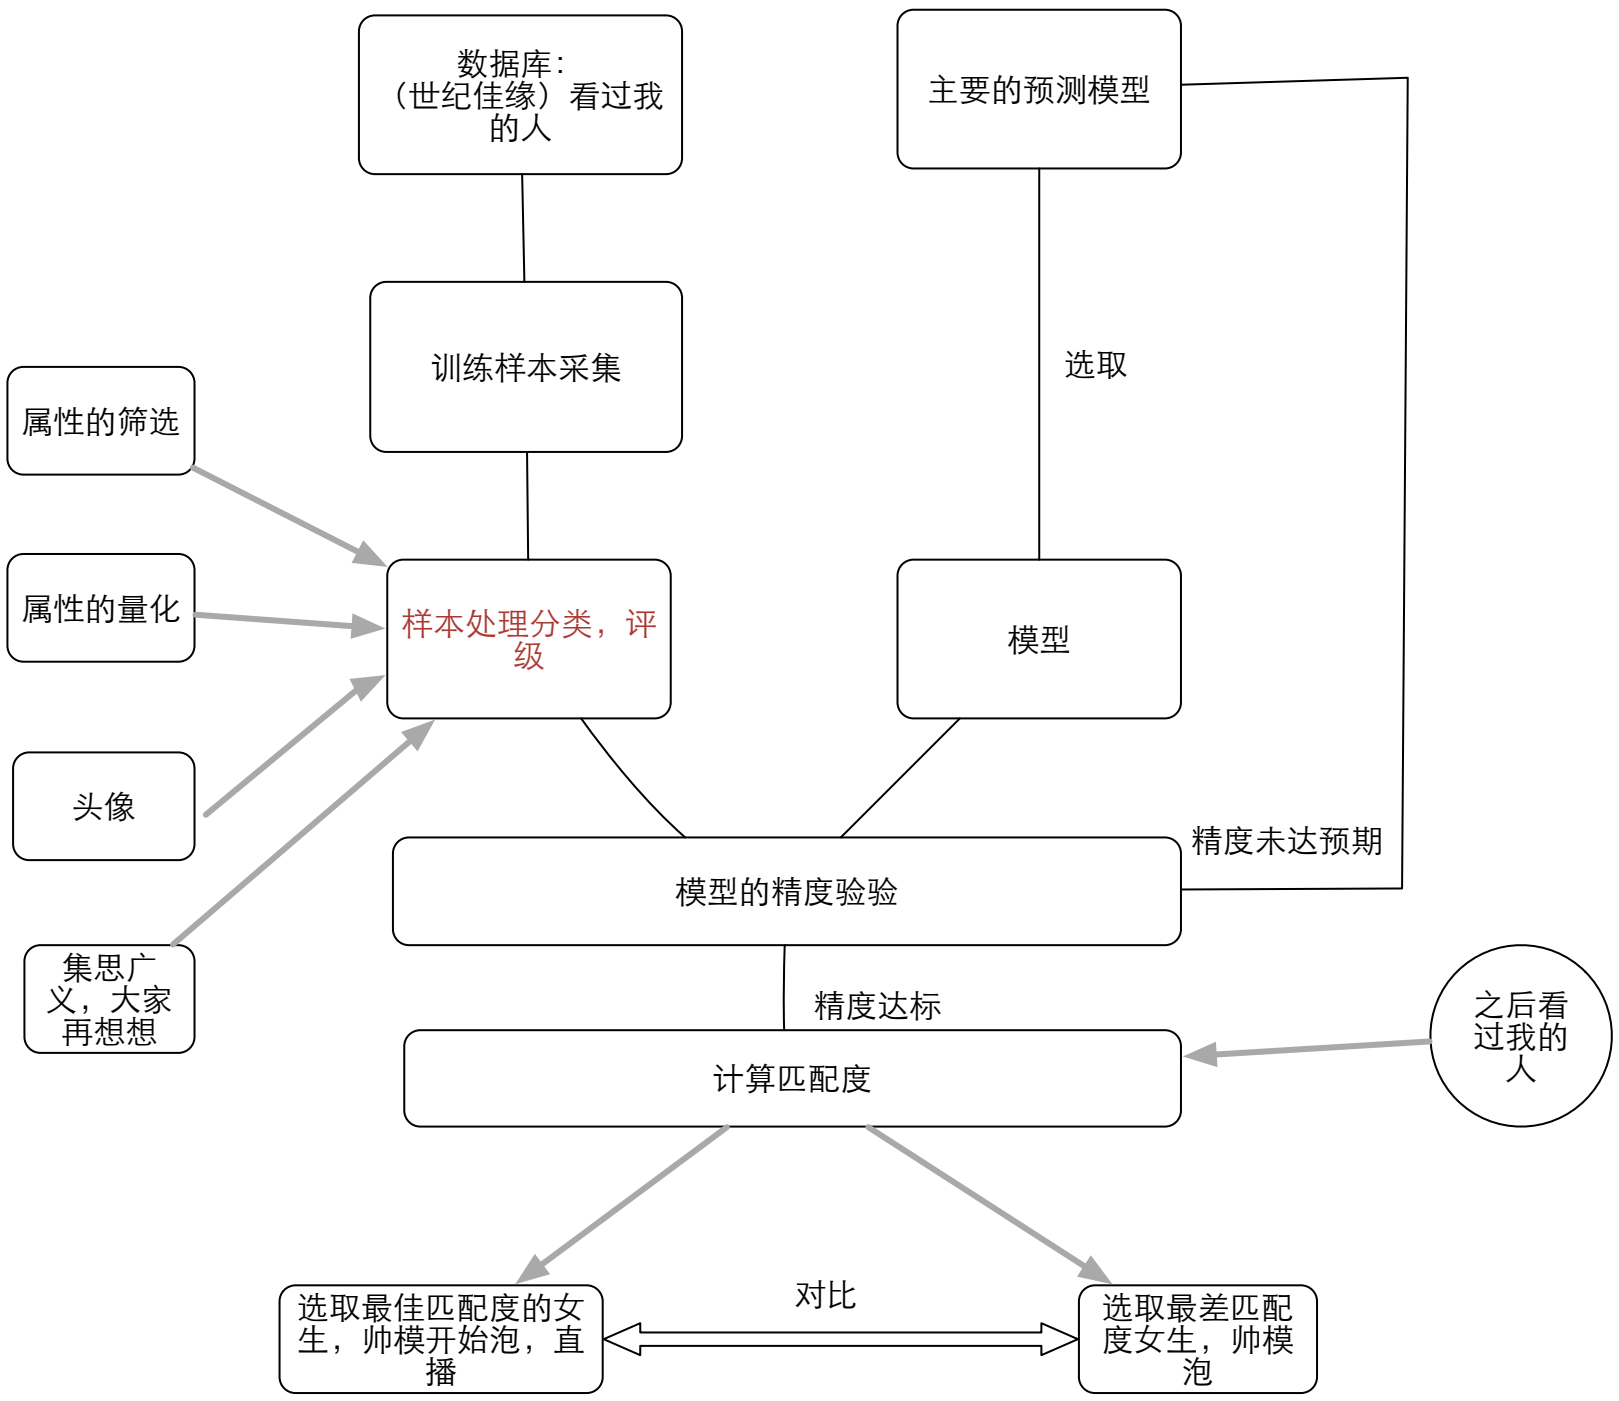 数据库：
（世纪佳缘）看过我
的人
主要的预测模型
训练样本采集
选取
属性的筛选
属性的量化
样本处理分类，评
级
模型
头像
精度未达预期
模型的精度验验
集思广
义，大家
再想想
精度达标
之后看
过我的
人
计算匹配度
对比
选取最佳匹配度的女
生，帅模开始泡，直
播
选取最差匹配
度女生，帅模
泡